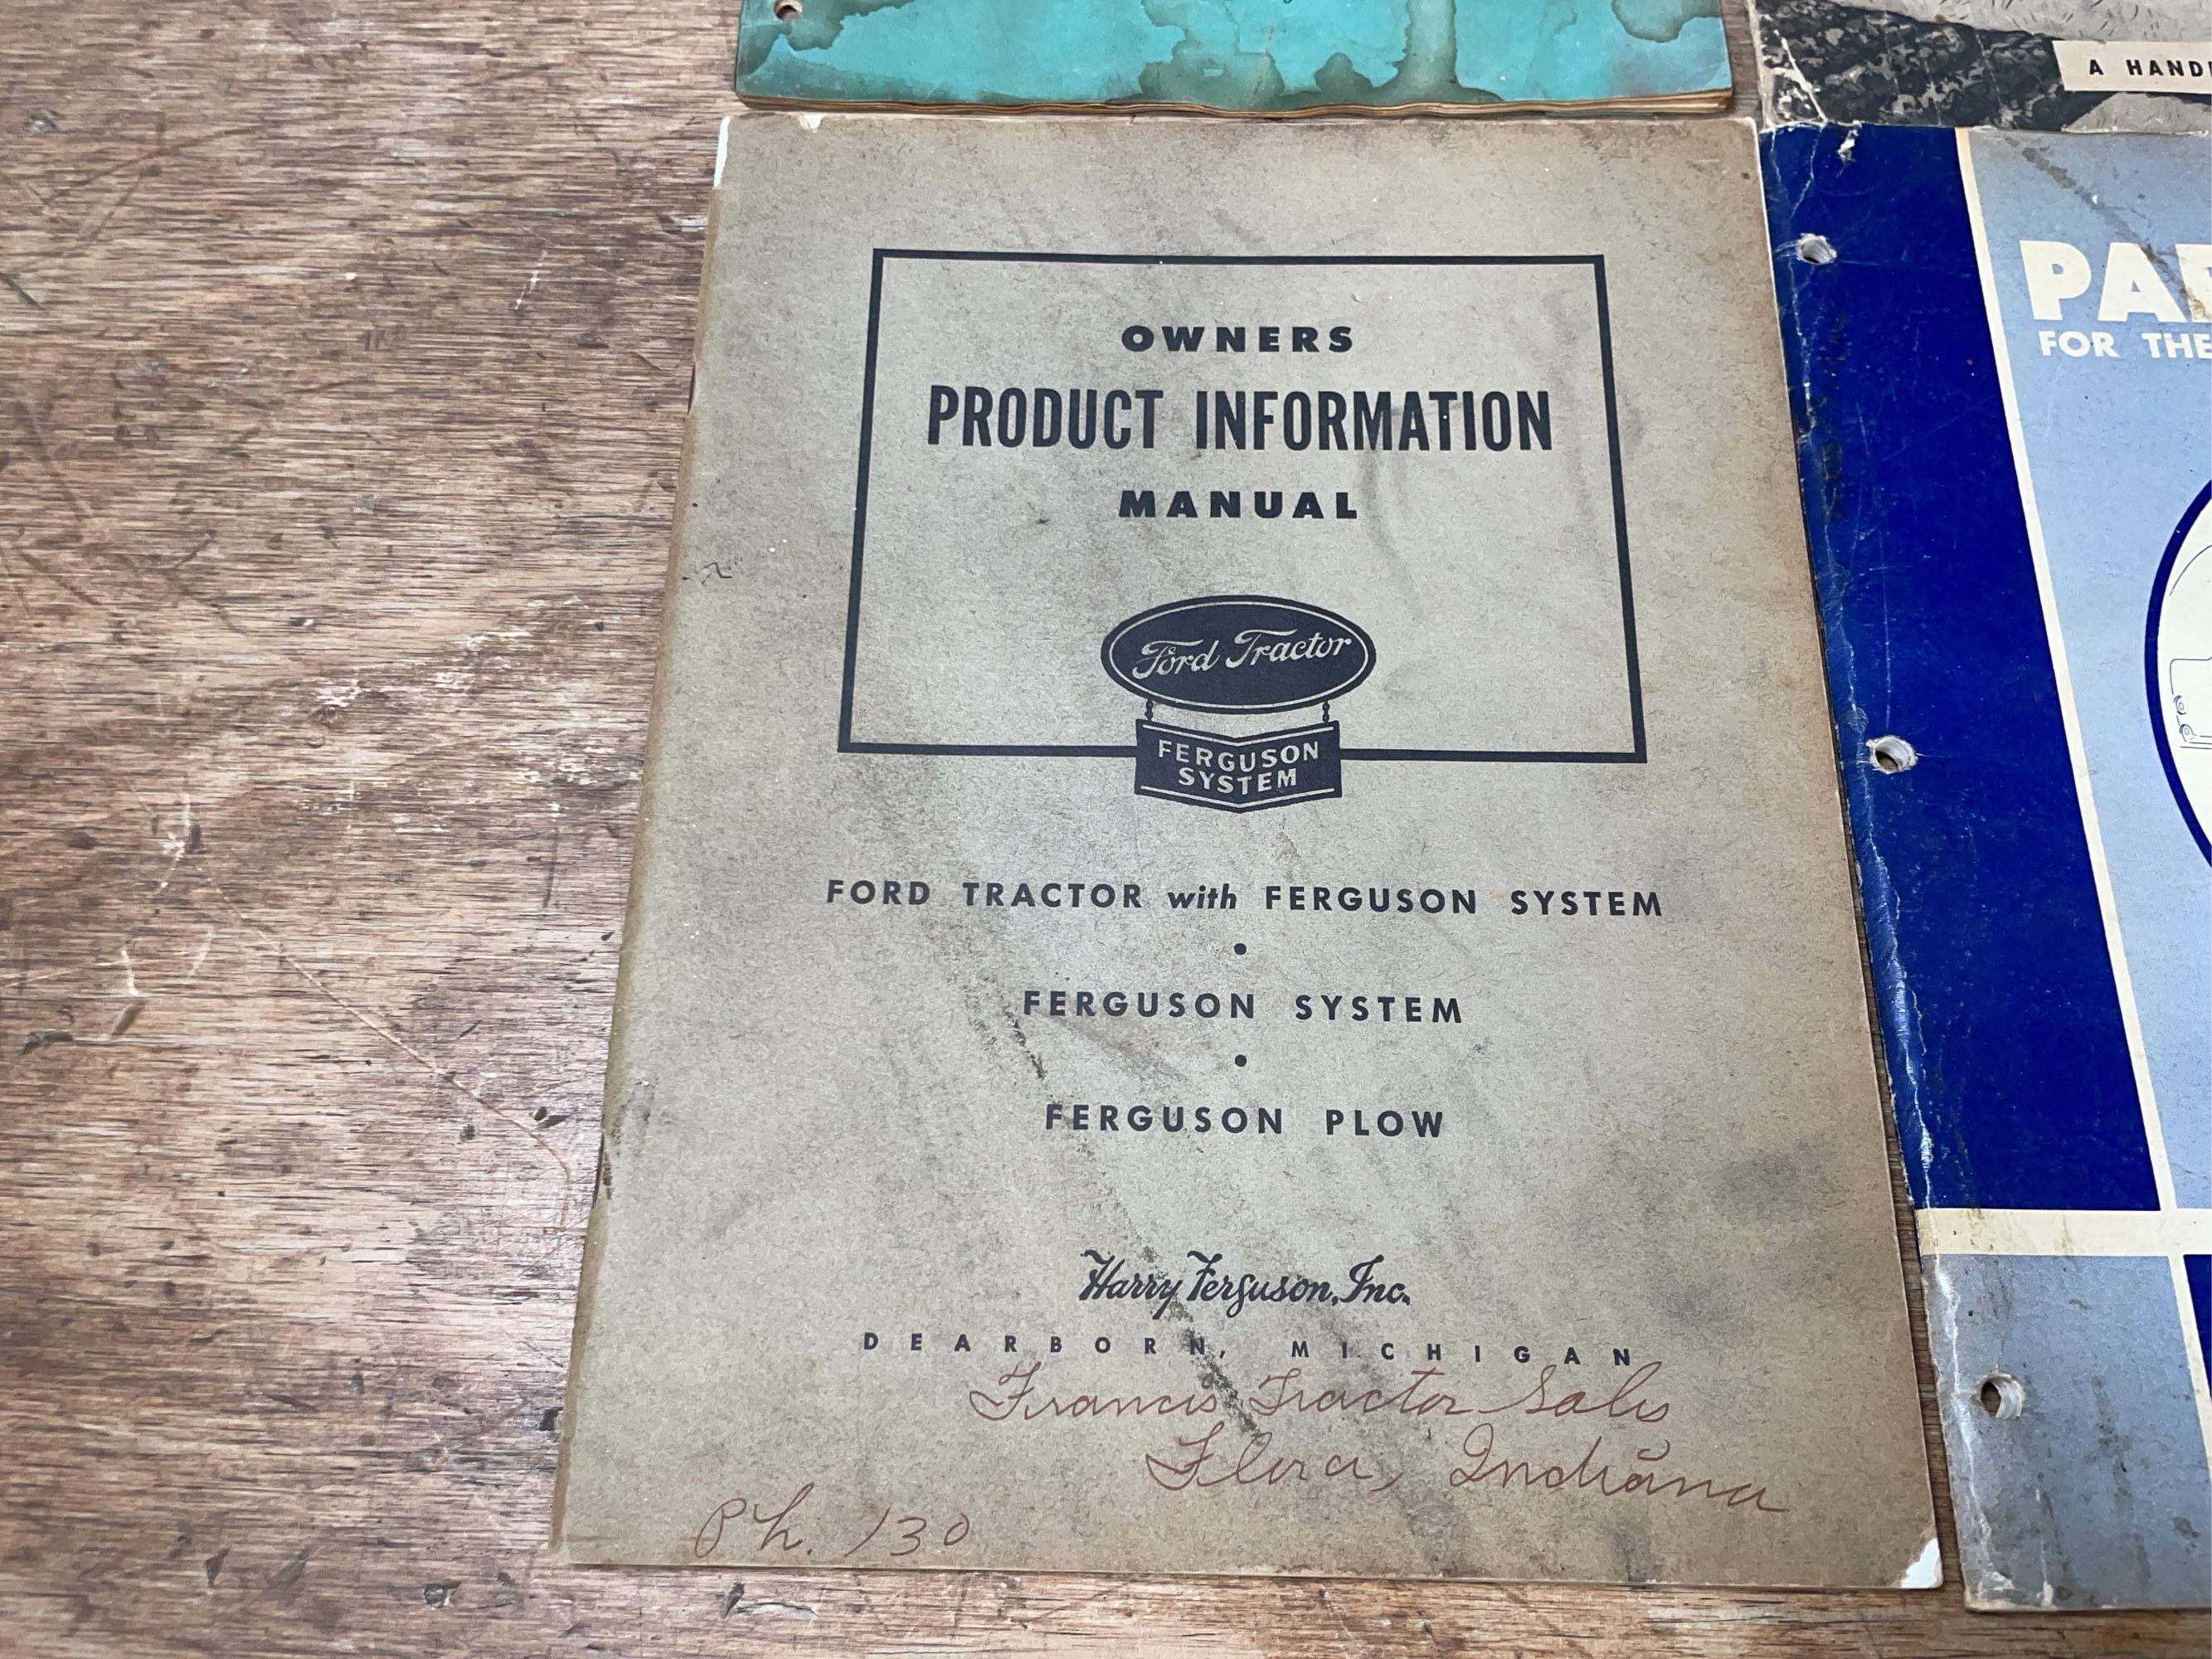 A HAND
OWNERS
PRODUCT INFORMATION
MANUAL
Ford Tractor
FERGUSON
SYSTEM
FORD TRACTOR with FERGUSON SYSTEM
•
FERGUSON SYSTEM
•
FERGUSON PLOW
Harry Ferguson, Inc.
DEARBORN, MICHIGAN
Francis Tractor Sales
Flora, Indiana
Ph. 130
PA
FOR THE